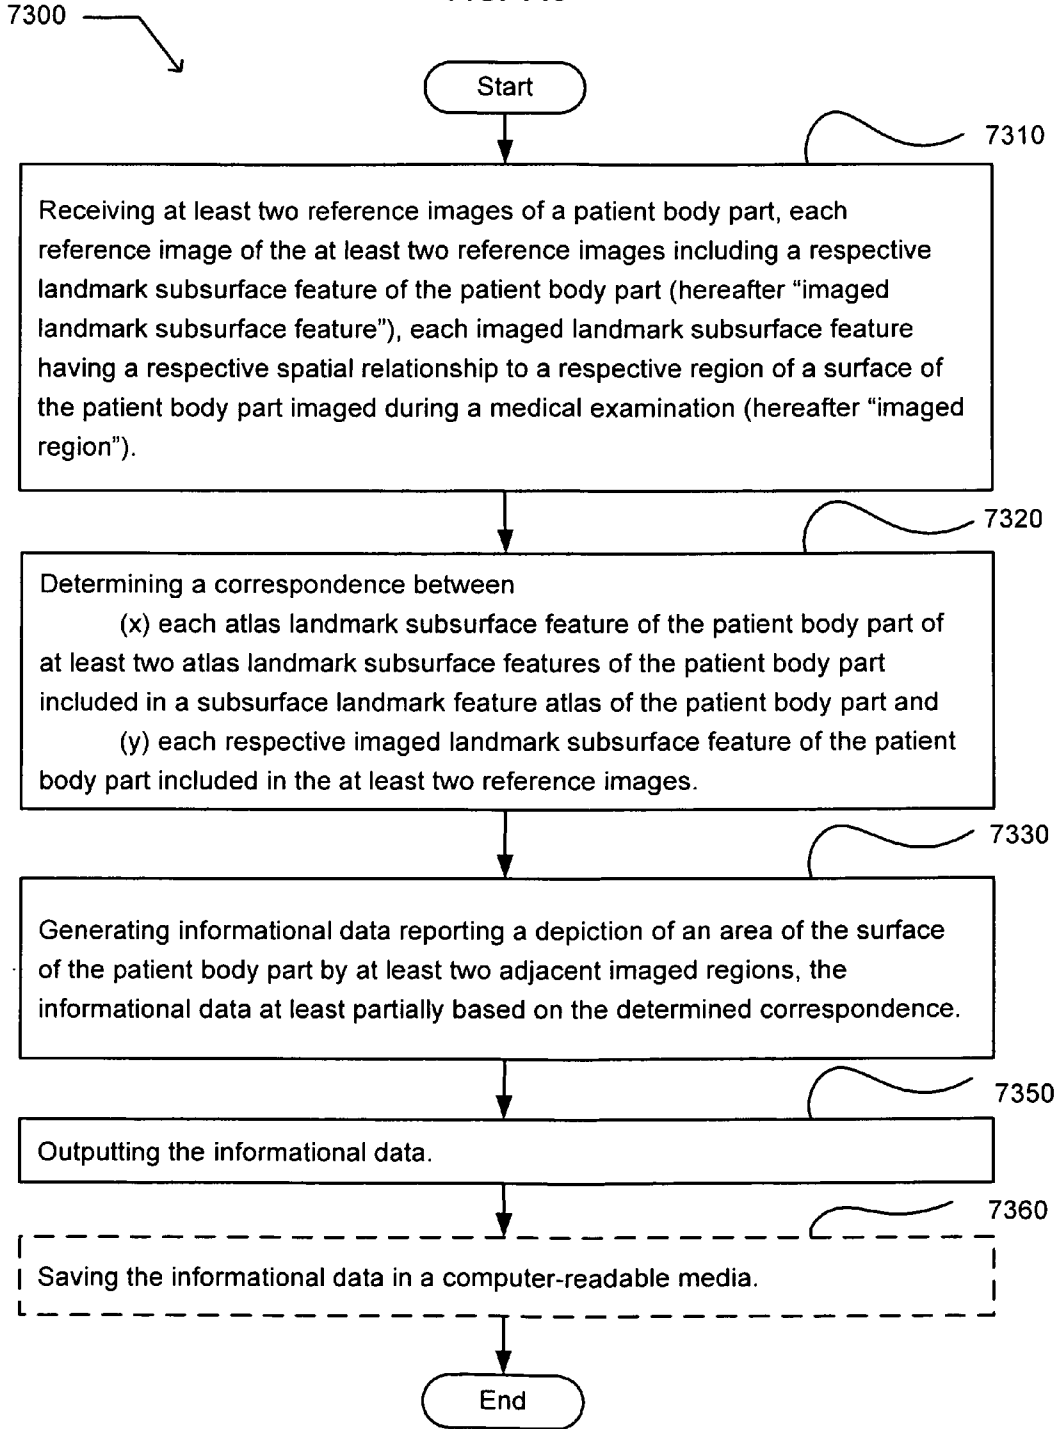 7300
Start
7310
Receiving at least two reference images of a patient body part, each
reference image of the at least two reference images including a respective
landmark subsurface feature of the patient body part (hereafter “imaged
landmark subsurface feature”), each imaged landmark subsurface feature
having a respective spatial relationship to a respective region of a surface of
the patient body part imaged during a medical examination (hereafter “imaged
region”).
7320
Determining a correspondence between
(x) each atlas landmark subsurface feature of the patient body part of
at least two atlas landmark subsurface features of the patient body part
included in a subsurface landmark feature atlas of the patient body part and
(y) each respective imaged landmark subsurface feature of the patient
body part included in the at least two reference images.
7330
Generating informational data reporting a depiction of an area of the surface
of the patient body part by at least two adjacent imaged regions, the
informational data at least partially based on the determined correspondence.
7350
Outputting the informational data.
7360
Saving the informational data in a computer-readable media.
End